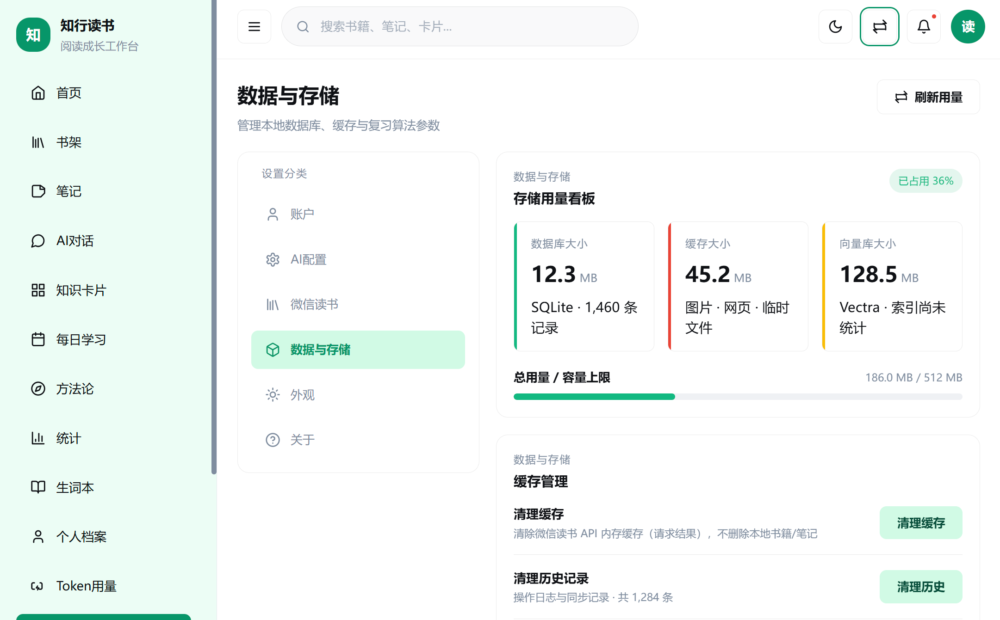 知
知行读书
阅读成长工作台
首页
书架
笔记
AI对话
知识卡片
每日学习
方法论
统计
生词本
个人档案
Token用量
搜索书籍、笔记、卡片...
读
数据与存储
管理本地数据库、缓存与复习算法参数
刷新用量
设置分类
账户
AI配置
微信读书
数据与存储
外观
关于
数据与存储
存储用量看板
已占用 36%
数据库大小
12.3 MB
SQLite · 1,460 条
记录
缓存大小
45.2 MB
图片 · 网页 · 临时
文件
向量库大小
128.5 MB
Vectra · 索引尚未
统计
总用量 / 容量上限
186.0 MB / 512 MB
数据与存储
缓存管理
清理缓存
清除微信读书 API 内存缓存（请求结果），不删除本地书籍/笔记
清理缓存
清理历史记录
操作日志与同步记录 · 共 1,284 条
清理历史